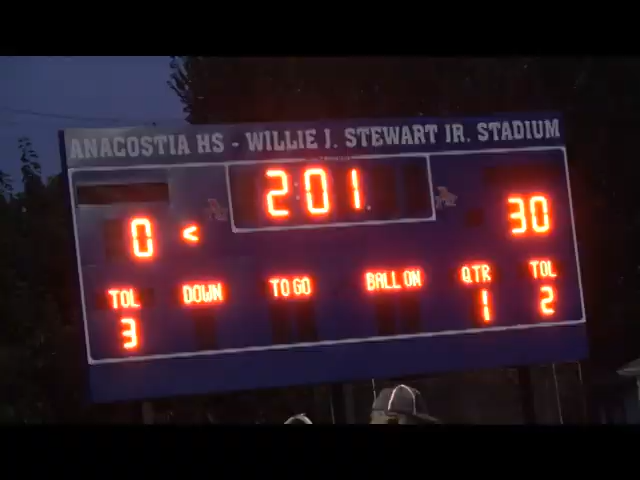 ANACOSTIA HS - WILLIE J. STEWART JR. STADIUM
2:01
0 < 30
TOL DOWN TO GO BALL ON QTR TOL
3 1 2